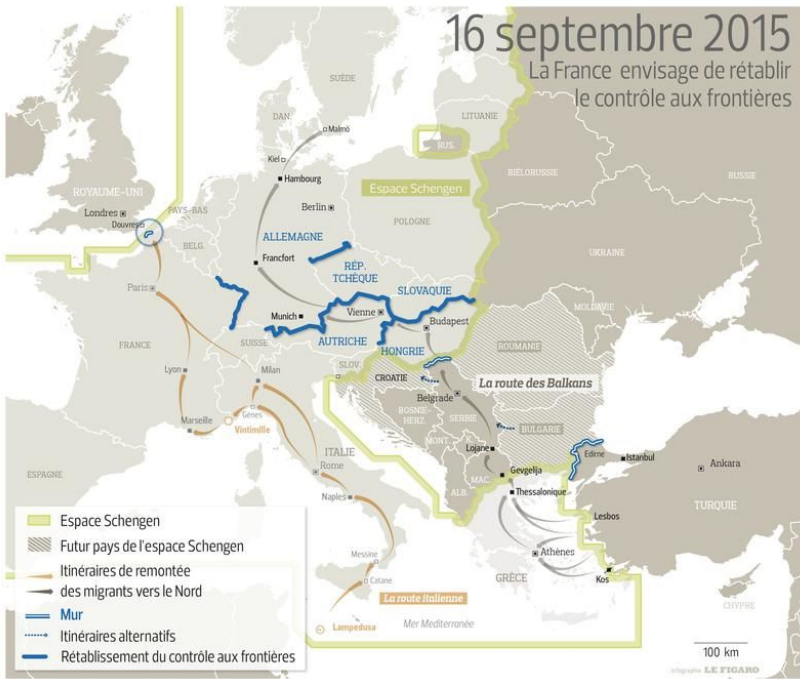 16 septembre 2015
La France envisage de rétablir
le contrôle aux frontières
SUÈDE
DAN.
Malmö
LITUANIE
Kiel
RUS.
Hambourg
BIÉLORUSSIE
RUSSIE
ROYAUME-UNI
Espace Schengen
Londres
Berlin
PAYS-BAS
Douvres
POLOGNE
ALLEMAGNE
BELG.
UKRAINE
Francfort
RÉP.
TCHÈQUE
Paris
SLOVAQUIE
MOLDAVIE
Munich
Vienne
Budapest
FRANCE
SUISSE
AUTRICHE
HONGRIE
ROUMANIE
SLOV.
Lyon
Milan
CROATIE
La route des Balkans
Belgrade
Gênes
BOSNIE-
HERZ.
SERBIE
Marseille
Vintimille
BULGARIE
MONT.
ITALIE
Lojane
Edirne
Istanbul
Rome
Gevgelija
Ankara
ESPAGNE
MAC.
ALB.
Thessalonique
Naples
TURQUIE
Lesbos
Messine
Athènes
Catane
GRÈCE
Kos
La route italienne
CHYPRE
Mer Mediterranée
Lampedusa
Espace Schengen
Futur pays de l'espace Schengen
Itinéraires de remontée
des migrants vers le Nord
Mur
Itinéraires alternatifs
Rétablissement du contrôle aux frontières
100 km
infographie LE FIGARO